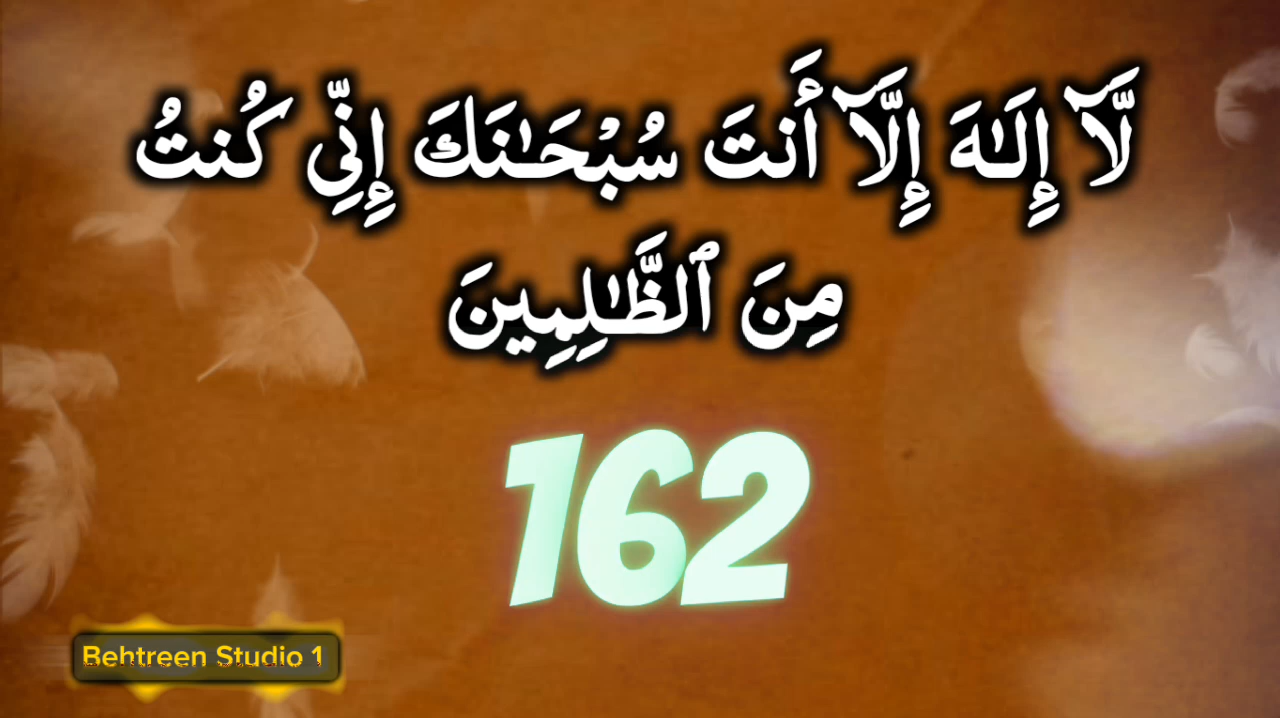 لَّآ إِلَـٰهَ إِلَّآ أَنتَ سُبْحَـٰنَكَ إِنِّي كُنتُ
مِنَ ٱلظَّـٰلِمِينَ
162
Behtreen Studio 1